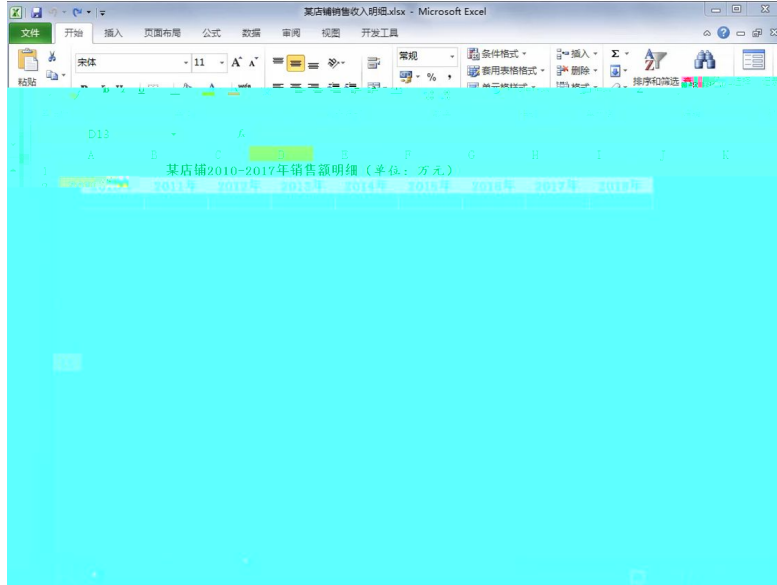 某店铺销售收入明细.xlsx - Microsoft Excel
文件 开始 插入 页面布局 公式 数据 审阅 视图 开发工具
宋体 11 A A 常规 条件格式 插入 Σ
% , 套用表格格式 删除
粘贴 排序和筛选
D13
A B C D E F G H I J K
1 某店铺2010-2017年销售额明细（单位：万元）
2011年 2012年 2013年 2014年 2015年 2016年 2017年 2018年